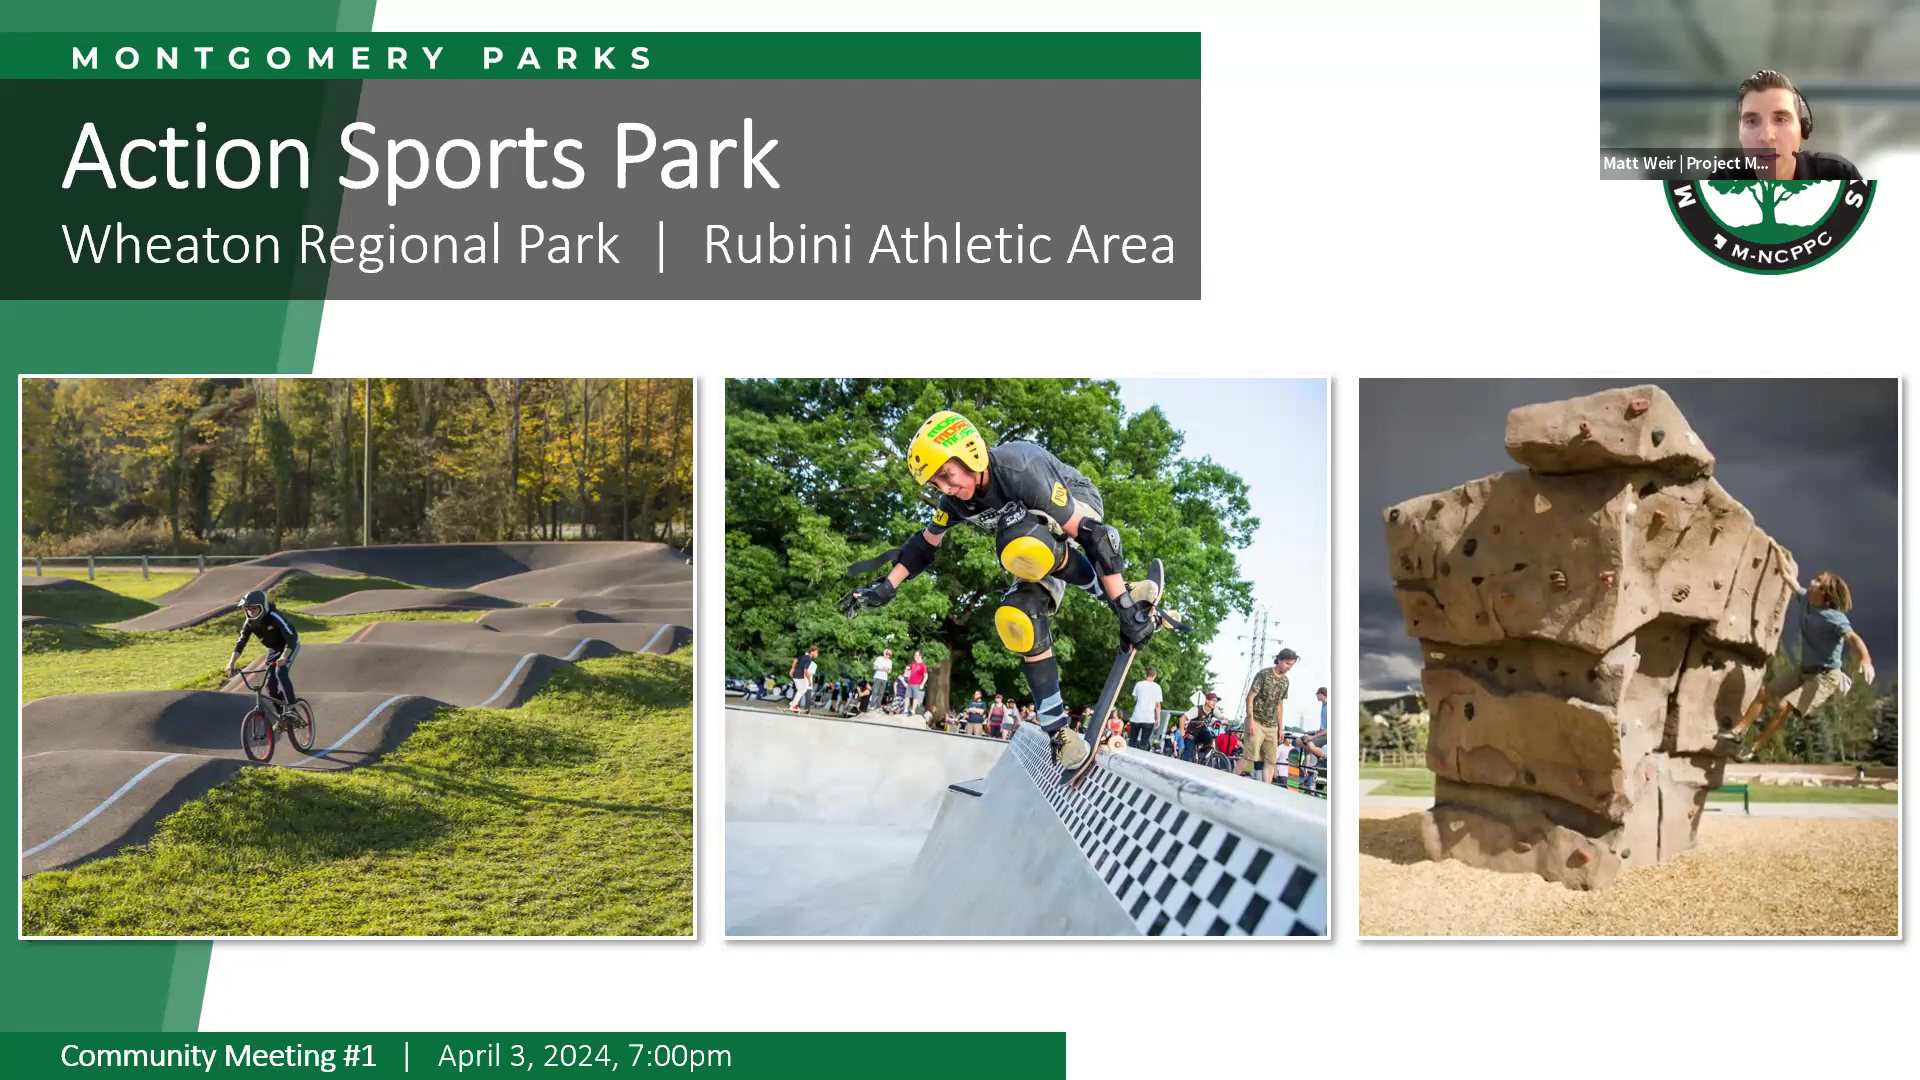 MONTGOMERY PARKS
Action Sports Park
Wheaton Regional Park | Rubini Athletic Area
Matt Weir | Project M...
M S
M-NCPPC
Community Meeting #1 | April 3, 2024, 7:00pm